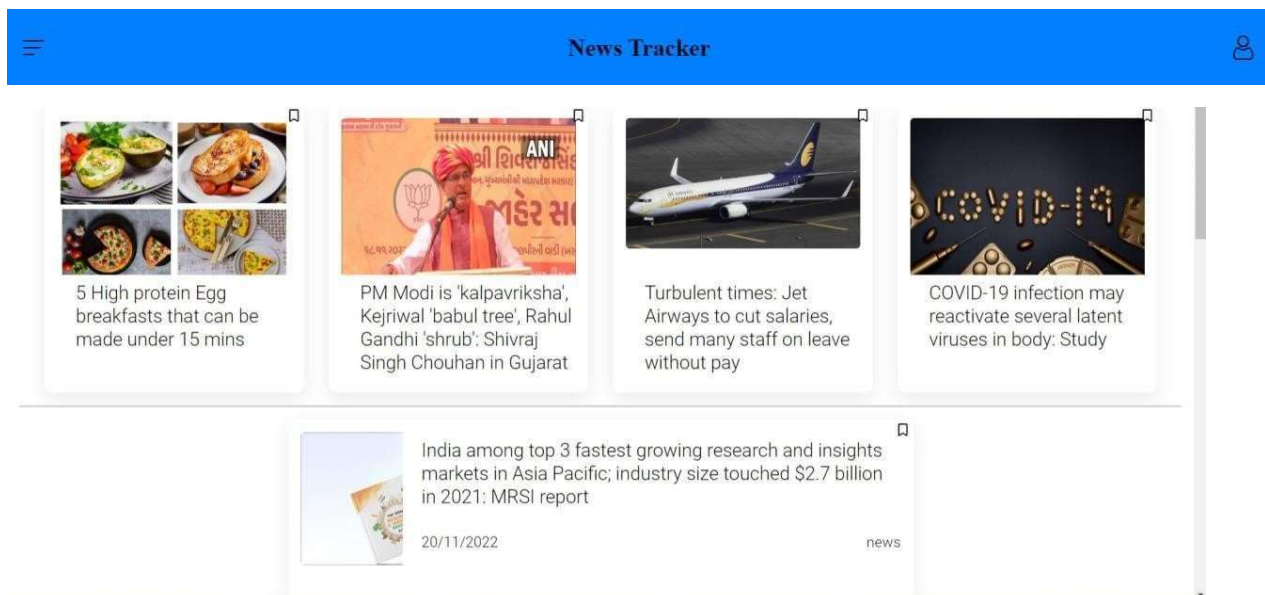 News Tracker
ANI
શ્રી શિવરાજસિંહ
જાહેર સ
COVID-19
5 High protein Egg
breakfasts that can be
made under 15 mins
PM Modi is 'kalpavriksha',
Kejriwal 'babul tree', Rahul
Gandhi 'shrub': Shivraj
Singh Chouhan in Gujarat
Turbulent times: Jet
Airways to cut salaries,
send many staff on leave
without pay
COVID-19 infection may
reactivate several latent
viruses in body: Study
India among top 3 fastest growing research and insights
markets in Asia Pacific; industry size touched $2.7 billion
in 2021: MRSI report
20/11/2022
news